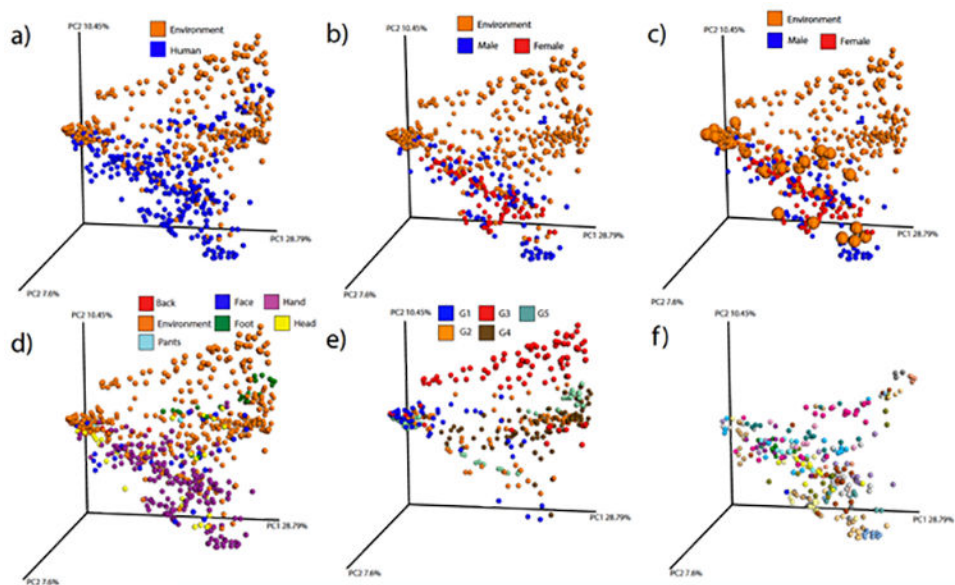 a)
PC2 10.45%
Environment
Human
PC1 28.79%
PC2 7.6%
b)
PC2 10.45%
Environment
Male Female
PC1 28.79%
PC2 7.6%
c)
PC2 10.45%
Environment
Male Female
PC1 28.79%
PC2 7.6%
d)
PC2 10.45%
Back Face Hand
Environment Foot Head
Pants
PC1 28.79%
PC2 7.6%
e)
PC2 10.45%
G1 G3 G5
G2 G4
PC1 28.79%
PC2 7.6%
f)
PC2 10.45%
PC1 28.79%
PC2 7.6%